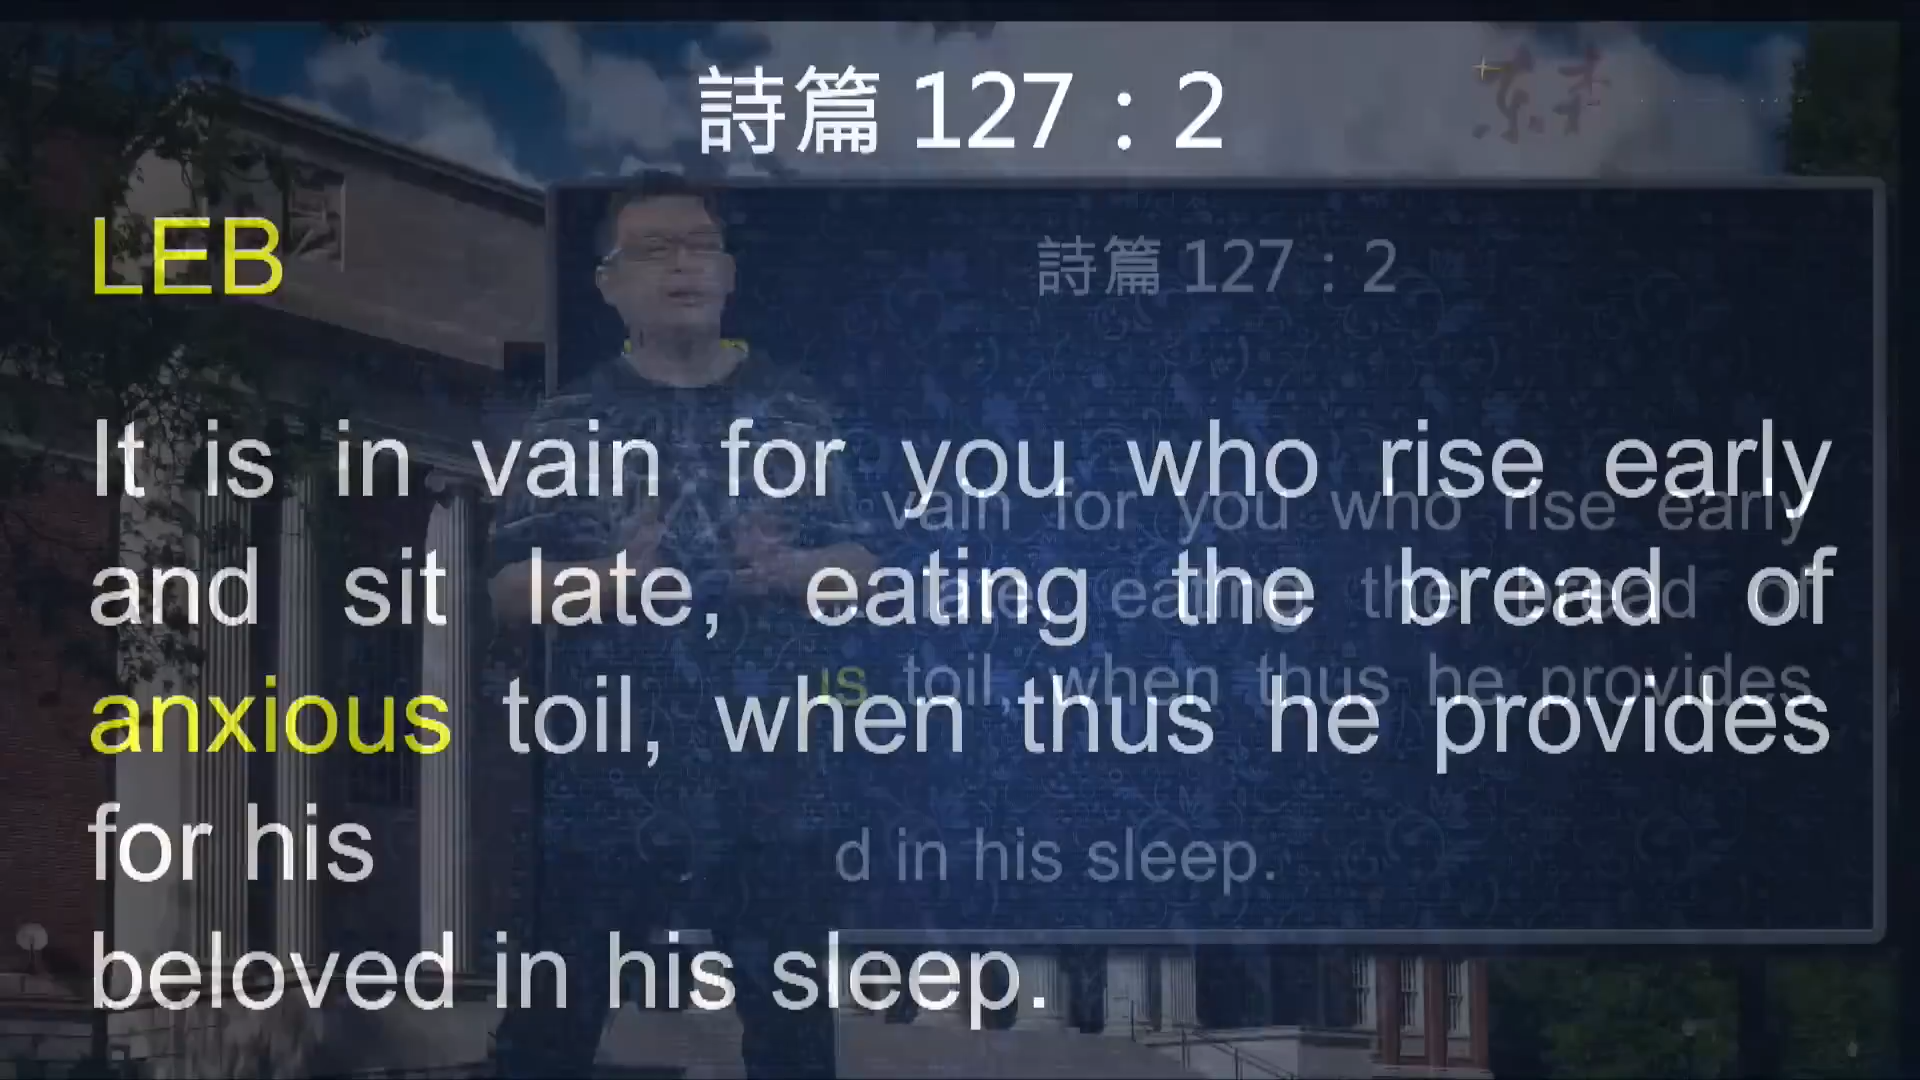 詩篇 127：2
LEB
It is in vain for you who rise early
and sit late, eating the bread of
anxious toil, when thus he provides
for his
beloved in his sleep.
詩篇 127：2
vain for you who rise early
late, eating the bread of
is toil, when thus he provides
d in his sleep.